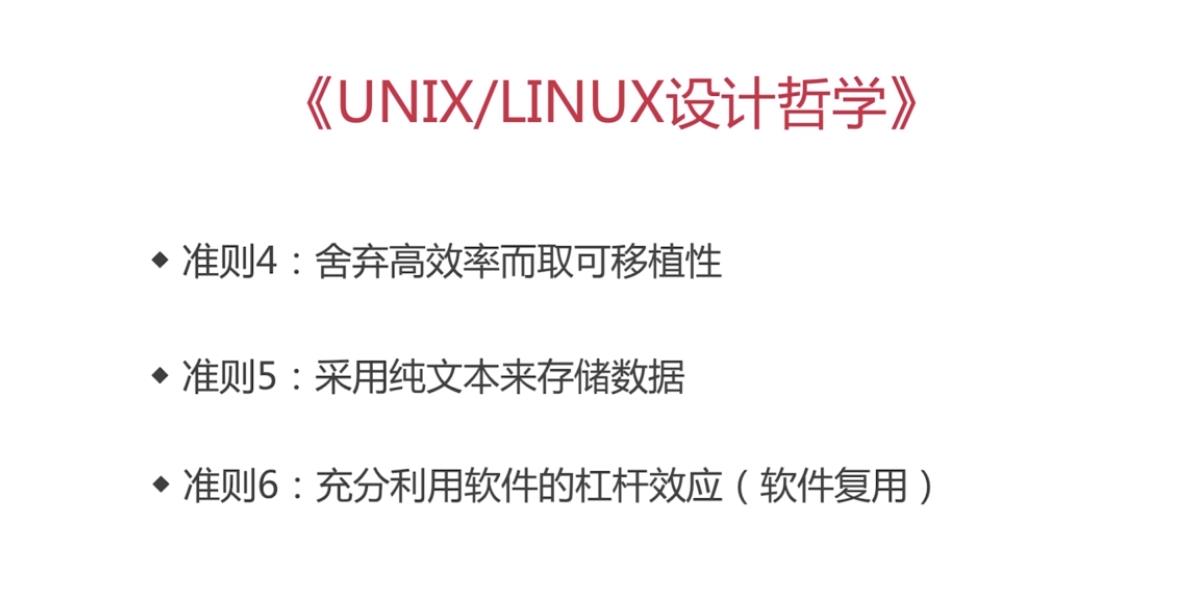 《UNIX/LINUX设计哲学》
◆ 准则4：舍弃高效率而取可移植性
◆ 准则5：采用纯文本来存储数据
◆ 准则6：充分利用软件的杠杆效应（软件复用）